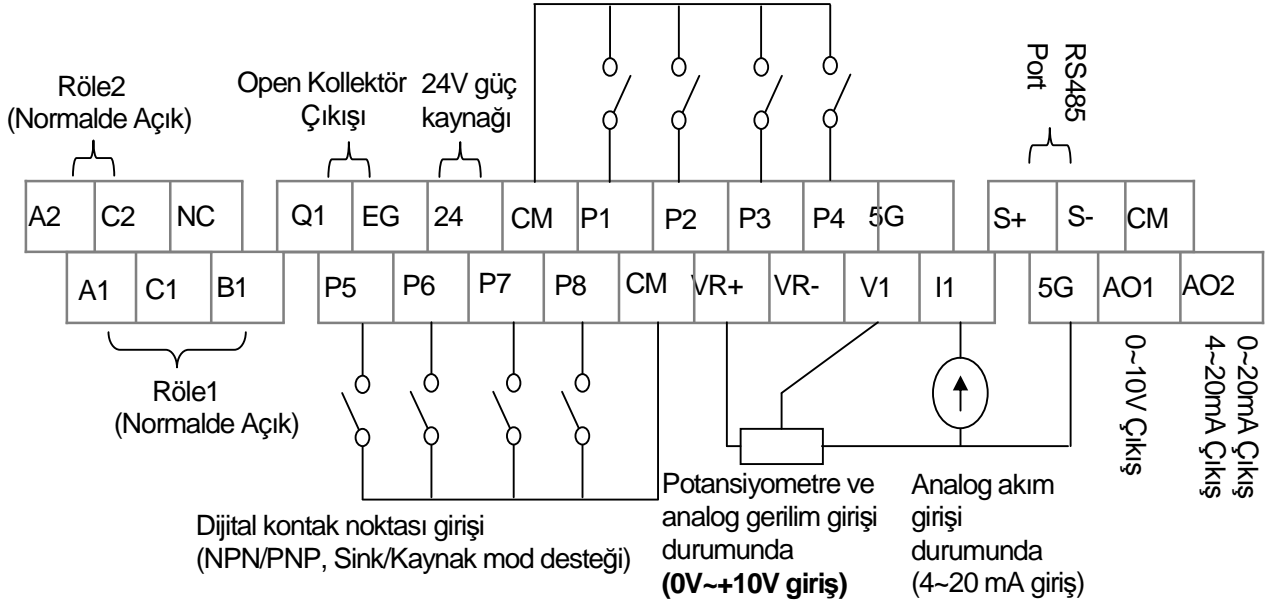 Röle2
(Normalde Açık)
Open Kollektör
Çıkışı
24V güç
kaynağı
RS485
Port
A2 C2 NC
Q1 EG 24 CM P1 P2 P3 P4 5G
S+ S- CM
A1 C1 B1
P5 P6 P7 P8 CM VR+ VR- V1 I1
5G AO1 AO2
Röle1
(Normalde Açık)
0~10V Çıkış
0~20mA Çıkış
4~20mA Çıkış
Dijital kontak noktası girişi
(NPN/PNP, Sink/Kaynak mod desteği)
Potansiyometre ve
analog gerilim girişi
durumunda
(0V~+10V giriş)
Analog akım
girişi
durumunda
(4~20 mA giriş)